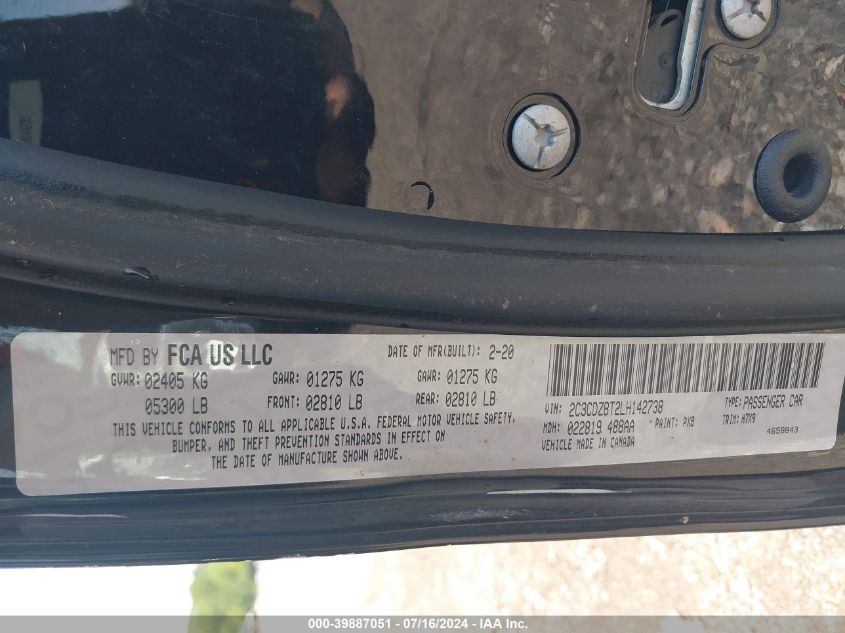 MFD BY FCA US LLC
DATE OF MFR(BUILT): 2-20
GVWR: 02405 KG GAWR: 01275 KG GAWR: 01275 KG
05300 LB FRONT: 02810 LB REAR: 02810 LB
THIS VEHICLE CONFORMS TO ALL APPLICABLE U.S.A. FEDERAL MOTOR VEHICLE SAFETY,
BUMPER, AND THEFT PREVENTION STANDARDS IN EFFECT ON
THE DATE OF MANUFACTURE SHOWN ABOVE.
VIN: 2C3CDZBT2LH142738 TYPE: PASSENGER CAR
MDH: 022819 488AA PAINT: PX8 TRIM:
VEHICLE MADE IN CANADA 4659843
000-39887051 - 07/16/2024 - IAA Inc.